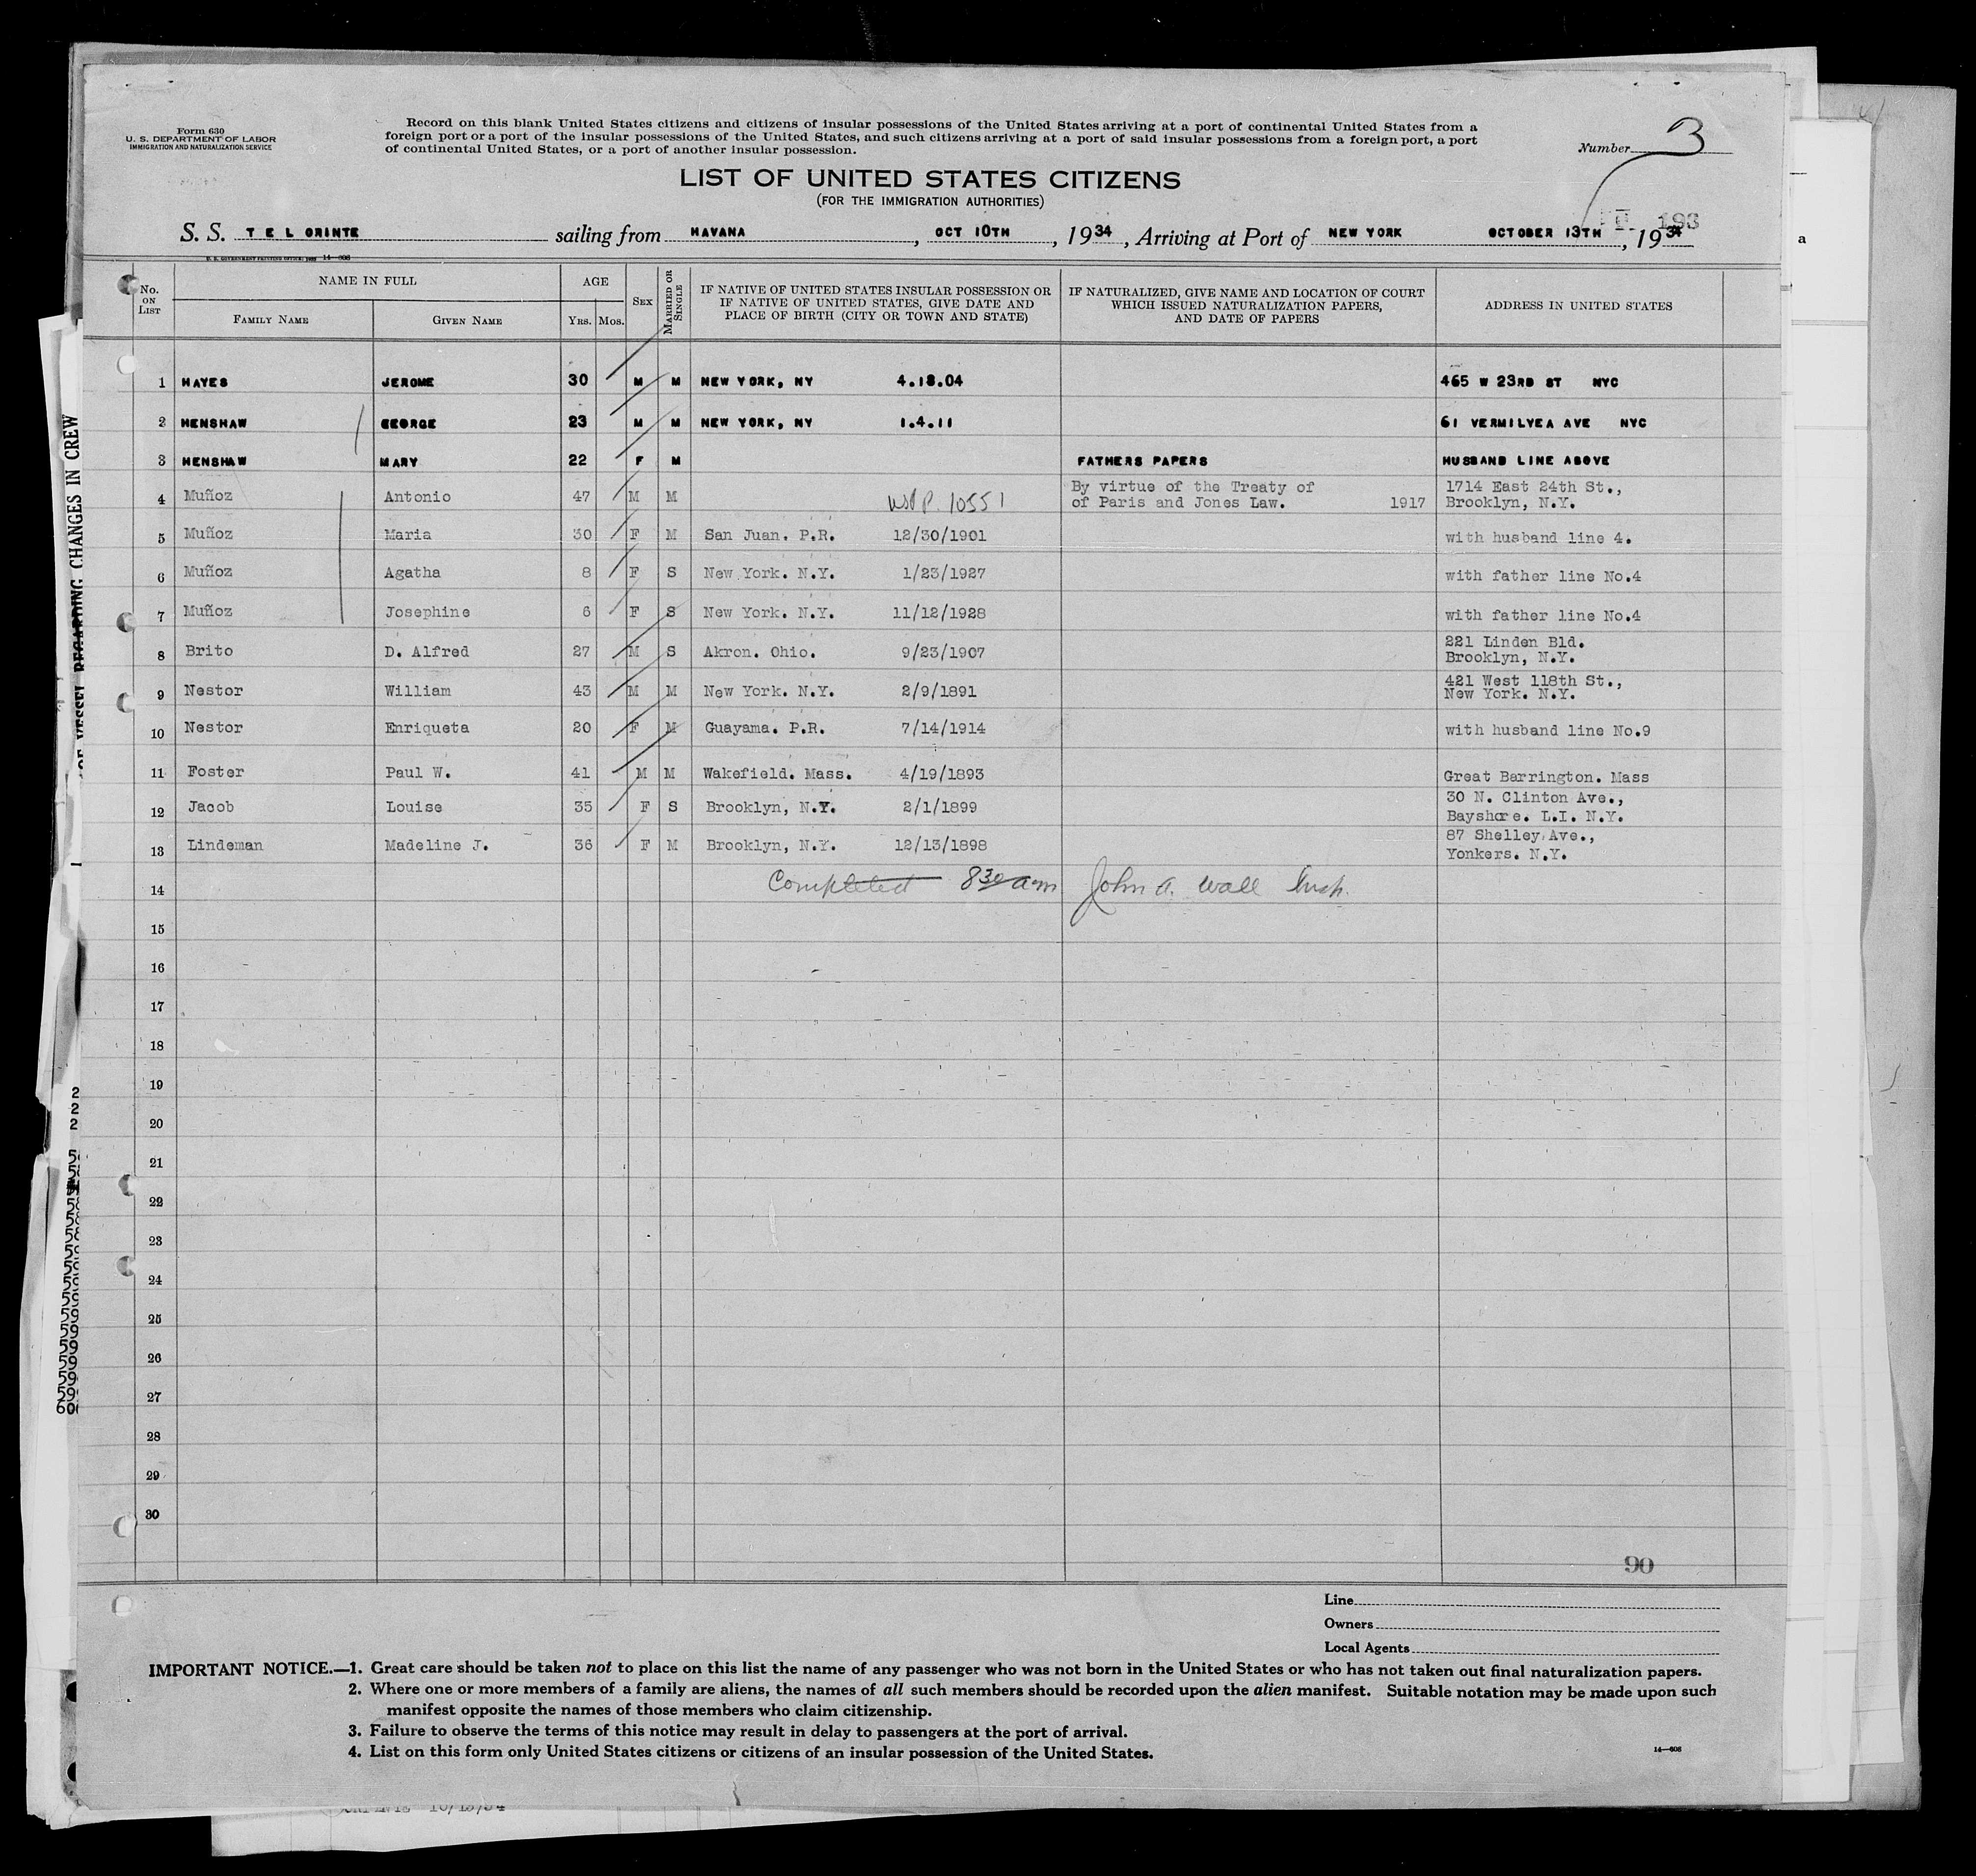 Form 630
U. S. DEPARTMENT OF LABOR
IMMIGRATION AND NATURALIZATION SERVICE
Record on this blank United States citizens and citizens of insular possessions of the United States arriving at a port of continental United States from a
foreign port or a port of the insular possessions of the United States, and such citizens arriving at a port of said insular possessions from a foreign port, a port
of continental United States, or a port of another insular possession.
Number 3
LIST OF UNITED STATES CITIZENS
(FOR THE IMMIGRATION AUTHORITIES)
193
S. S. T E L ORINTE sailing from HAVANA, OCT 10TH, 1934, Arriving at Port of NEW YORK OCTOBER 13TH, 1934
14—608
No. ON LIST
NAME IN FULL
FAMILY NAME
GIVEN NAME
AGE
YRS. MOS.
SEX
MARRIED OR SINGLE
IF NATIVE OF UNITED STATES INSULAR POSSESSION OR
IF NATIVE OF UNITED STATES, GIVE DATE AND
PLACE OF BIRTH (CITY OR TOWN AND STATE)
IF NATURALIZED, GIVE NAME AND LOCATION OF COURT
WHICH ISSUED NATURALIZATION PAPERS,
AND DATE OF PAPERS
ADDRESS IN UNITED STATES
1 HAYES JEROME 30 M M NEW YORK, NY 4.18.04 465 W 23RD ST NYC
2 HENSHAW GEORGE 23 M M NEW YORK, NY 1.4.11 61 VERMILYEA AVE NYC
3 HENSHAW MARY 22 F M FATHERS PAPERS HUSBAND LINE ABOVE
4 Muñoz Antonio 47 M M 10551 By virtue of the Treaty of
of Paris and Jones Law. 1917 1714 East 24th St.,
Brooklyn, N.Y.
5 Muñoz Maria 30 F M San Juan. P.R. 12/30/1901 with husband line 4.
6 Muñoz Agatha 8 F S New York. N.Y. 1/23/1927 with father line No.4
7 Muñoz Josephine 6 F S New York. N.Y. 11/12/1928 with father line No.4
8 Brito D. Alfred 27 M S Akron. Ohio. 9/23/1907 221 Linden Bld.
Brooklyn, N.Y.
9 Nestor William 43 M M New York. N.Y. 2/9/1891 421 West 118th St.,
New York. N.Y.
10 Nestor Enriqueta 20 F M Guayama. P.R. 7/14/1914 with husband line No.9
11 Foster Paul W. 41 M M Wakefield. Mass. 4/19/1893 Great Barrington. Mass
12 Jacob Louise 35 F S Brooklyn, N.Y. 2/1/1899 30 N. Clinton Ave.,
Bayshore. L.I. N.Y.
13 Lindeman Madeline J. 36 F M Brooklyn, N.Y. 12/13/1898 87 Shelley Ave.,
Yonkers. N.Y.
14 Completed 8 30 am John A. Wall Insp.
15
16
17
18
19
20
21
22
23
24
25
26
27
28
29
30
90
Line
Owners
Local Agents
IMPORTANT NOTICE.—1. Great care should be taken not to place on this list the name of any passenger who was not born in the United States or who has not taken out final naturalization papers.
2. Where one or more members of a family are aliens, the names of all such members should be recorded upon the alien manifest. Suitable notation may be made upon such
manifest opposite the names of those members who claim citizenship.
3. Failure to observe the terms of this notice may result in delay to passengers at the port of arrival.
4. List on this form only United States citizens or citizens of an insular possession of the United States.
14—608
OF VESSEL REGARDING CHANGES IN CREW
a
10/13/34